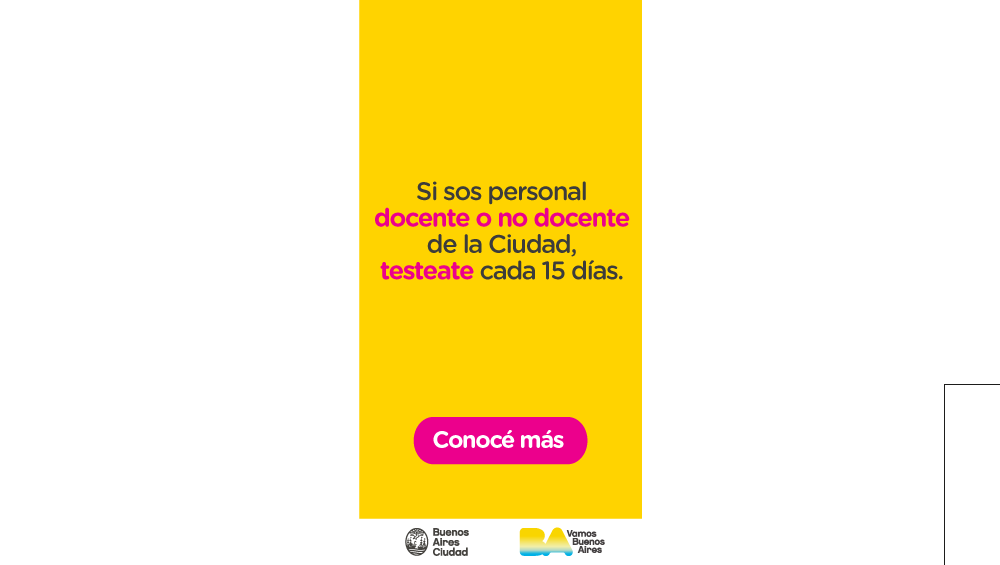 Si sos personal
docente o no docente
de la Ciudad,
testeate cada 15 días.
Conocé más
Buenos
Aires
Ciudad
BA
Vamos
Buenos
Aires